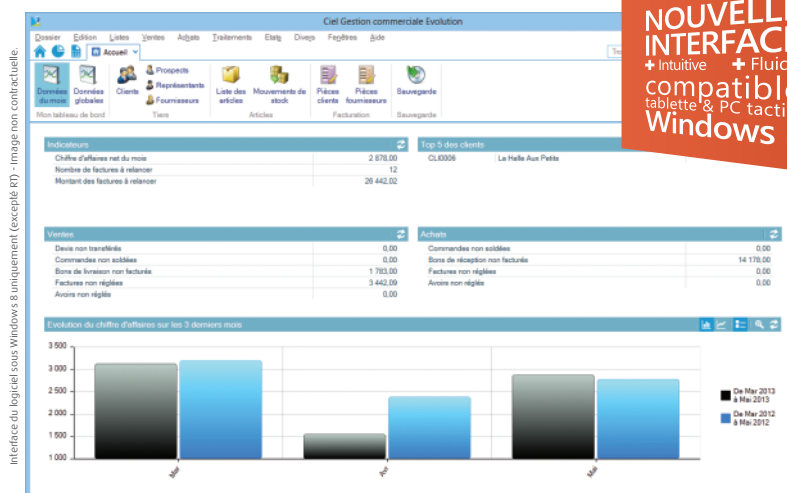 Interface du logiciel sous Windows 8 uniquement (excepté RT) - Image non contractuelle.
Ciel Gestion commerciale Evolution
NOUVELL
INTERFAC
+ Intuitive + Fluid
compatible
tablette & PC tacti
Windows
Dossier Edition Listes Ventes Achats Traitements Etats Divers Fenêtres Aide
Accueil
Données du mois
Données globales
Clients
Prospects
Représentants
Fournisseurs
Liste des articles
Mouvements de stock
Pièces clients
Pièces fournisseurs
Sauvegarde
Mon tableau de bord Tiers Articles Facturation Sauvegarde
Indicateurs
Chiffre d'affaires net du mois 2 878,00
Nombre de factures à relancer 12
Montant des factures à relancer 26 442,02
Top 5 des clients
CLI0006 La Halle Aux Petits
Ventes
Devis non transférés 0,00
Commandes non soldées 0,00
Bons de livraison non facturés 1 783,00
Factures non réglées 3 442,09
Avoirs non réglés 0,00
Achats
Commandes non soldées 0,00
Bons de réception non facturés 14 178,00
Factures non réglées 0,00
Avoirs non réglés 0,00
Evolution du chiffre d'affaires sur les 3 derniers mois
3 500
3 000
2 500
2 000
1 500
1 000
Mar
Avr
Mai
De Mar 2013
à Mai 2013
De Mar 2012
à Mai 2012